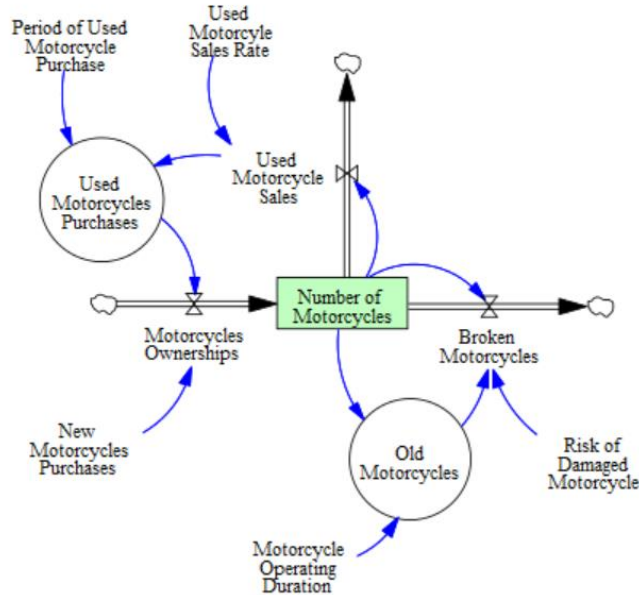 Period of Used
Motorcycle
Purchase
Used
Motorcyle
Sales Rate
Used
Motorcycles
Purchases
Used
Motorcycle
Sales
Number of
Motorcycles
Motorcycles
Ownerships
Broken
Motorcycles
New
Motorcycles
Purchases
Old
Motorcycles
Risk of
Damaged
Motorcycle
Motorcycle
Operating
Duration